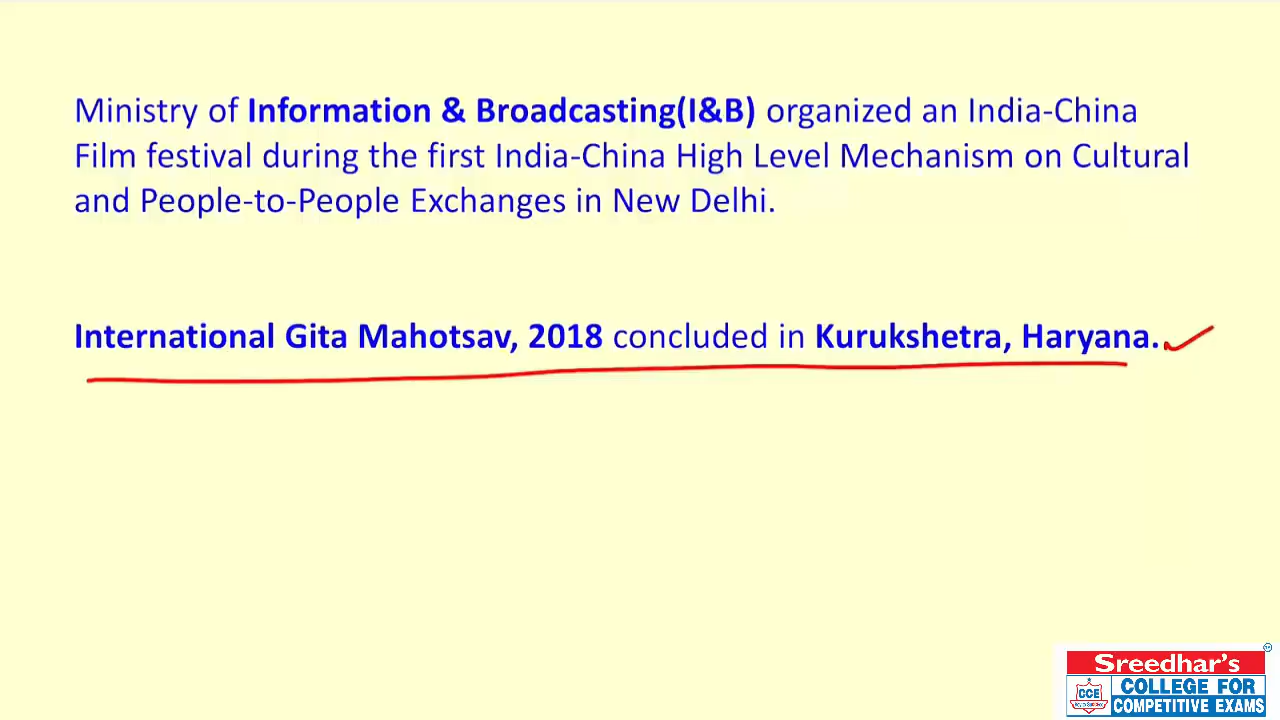 Ministry of Information & Broadcasting(I&B) organized an India-China
Film festival during the first India-China High Level Mechanism on Cultural
and People-to-People Exchanges in New Delhi.
International Gita Mahotsav, 2018 concluded in Kurukshetra, Haryana.
Sreedhar's
CCE
COLLEGE FOR
COMPETITIVE EXAMS